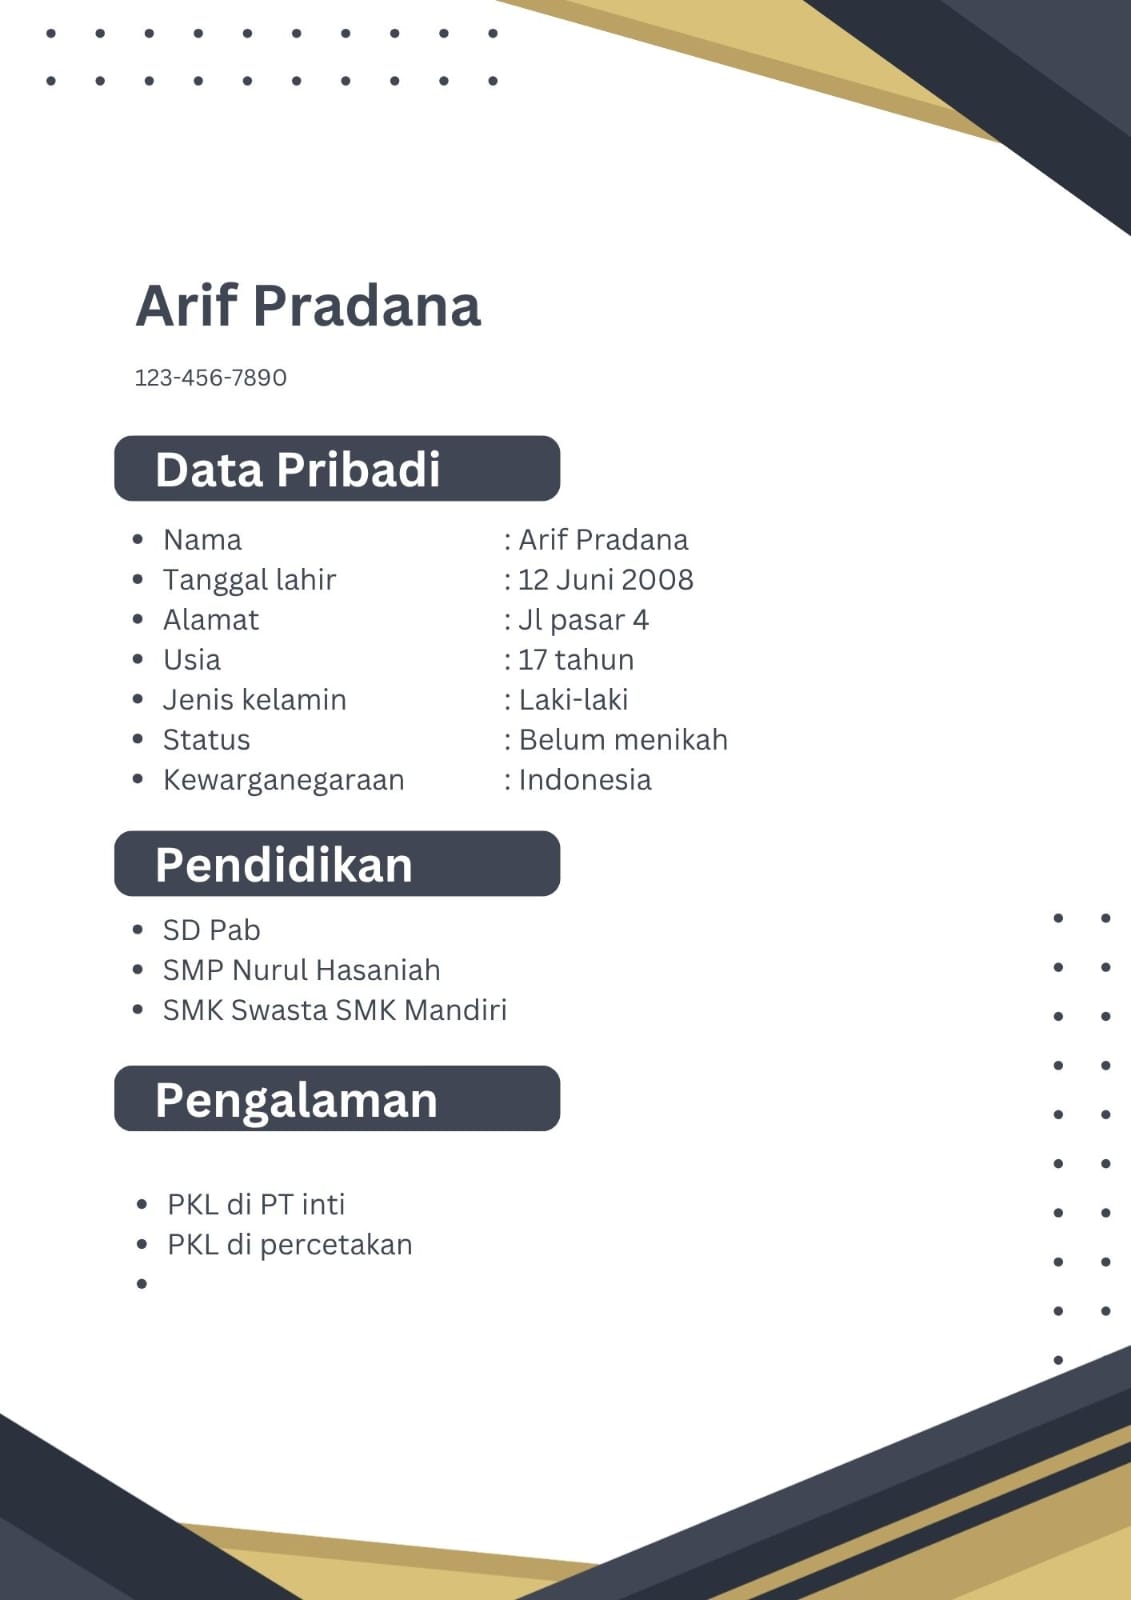 Arif Pradana
123-456-7890
Data Pribadi
• Nama : Arif Pradana
• Tanggal lahir : 12 Juni 2008
• Alamat : Jl pasar 4
• Usia : 17 tahun
• Jenis kelamin : Laki-laki
• Status : Belum menikah
• Kewarganegaraan : Indonesia
Pendidikan
• SD Pab
• SMP Nurul Hasaniah
• SMK Swasta SMK Mandiri
Pengalaman
• PKL di PT inti
• PKL di percetakan
•